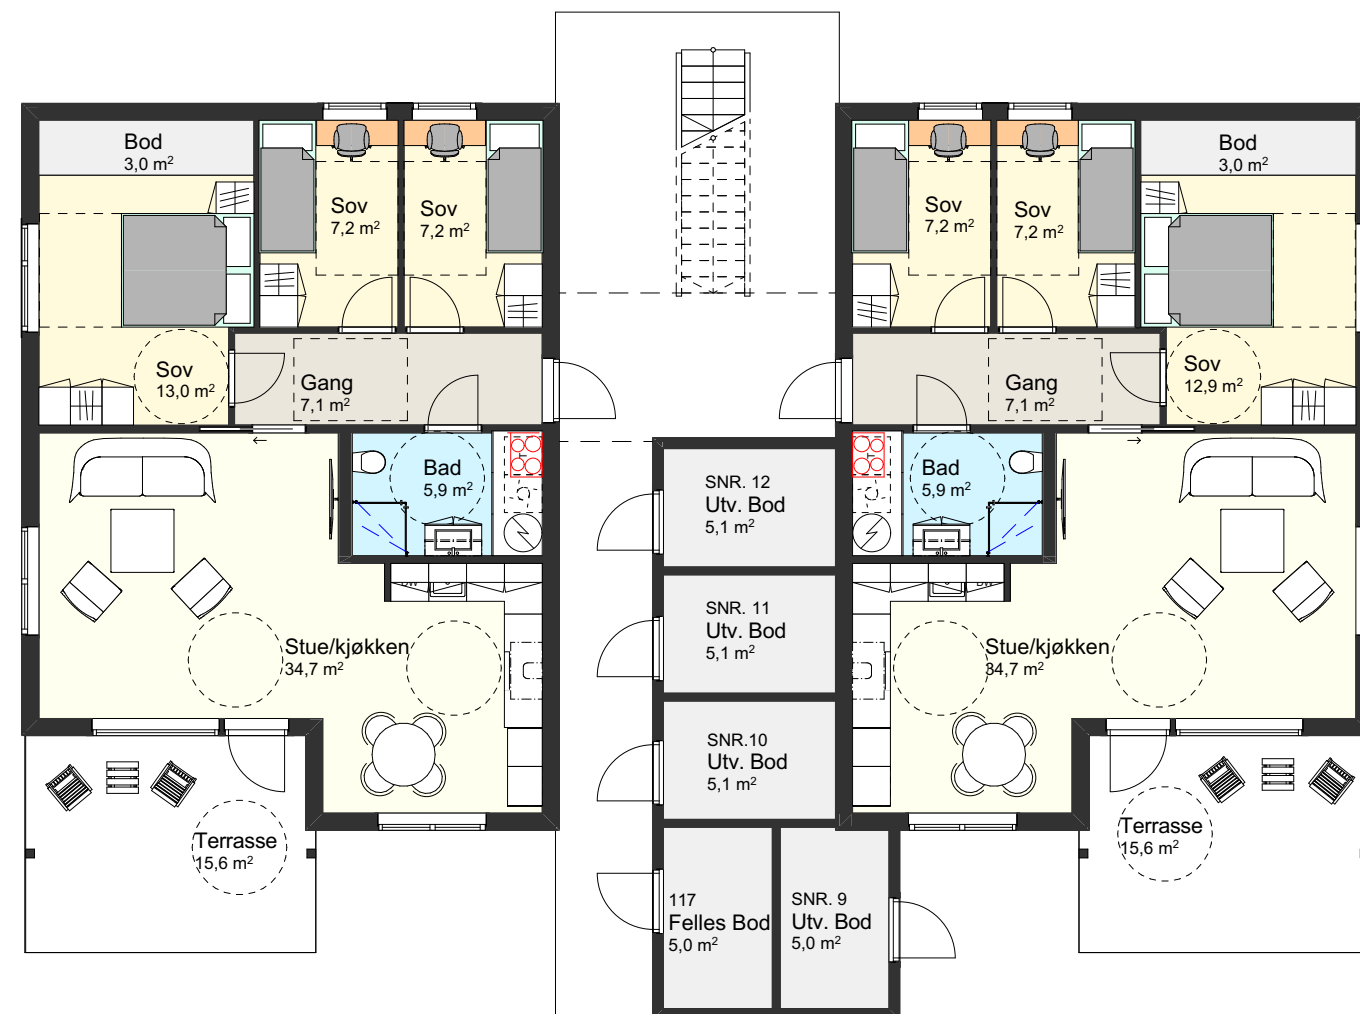 Bod
3,0 m²
Sov
7,2 m²
Sov
7,2 m²
Sov
13,0 m²
Gang
7,1 m²
Bad
5,9 m²
Stue/kjøkken
34,7 m²
Terrasse
15,6 m²
SNR. 12
Utv. Bod
5,1 m²
SNR. 11
Utv. Bod
5,1 m²
SNR.10
Utv. Bod
5,1 m²
117
Felles Bod
5,0 m²
SNR. 9
Utv. Bod
5,0 m²
Sov
7,2 m²
Sov
7,2 m²
Bod
3,0 m²
Sov
12,9 m²
Gang
7,1 m²
Bad
5,9 m²
Stue/kjøkken
34,7 m²
Terrasse
15,6 m²